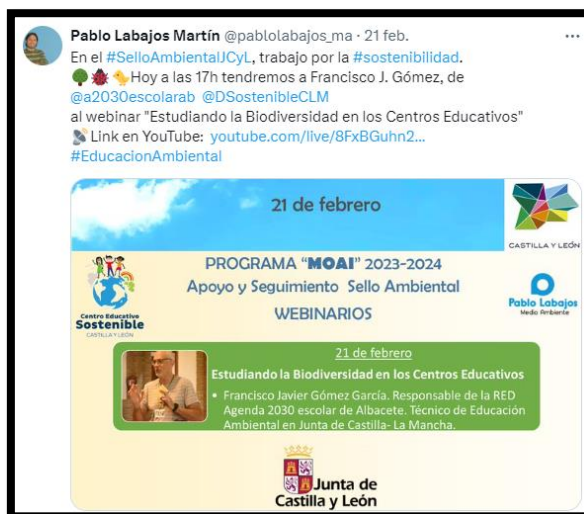 Pablo Labajos Martín @pablolabajos_ma · 21 feb.
En el #SelloAmbientalJCyL, trabajo por la #sostenibilidad.
Hoy a las 17h tendremos a Francisco J. Gómez, de
@a2030escolarab @DSostenibleCLM
al webinar "Estudiando la Biodiversidad en los Centros Educativos"
Link en YouTube: youtube.com/live/8FxBGuhn2...
#EducacionAmbiental
21 de febrero
CASTILLA Y LEÓN
PROGRAMA "MOAI" 2023-2024
Apoyo y Seguimiento Sello Ambiental
WEBINARIOS
Centro Educativo
Sostenible
CASTILLA Y LEÓN
Pablo Labajos
Medio Ambiente
21 de febrero
Estudiando la Biodiversidad en los Centros Educativos
• Francisco Javier Gómez García. Responsable de la RED
Agenda 2030 escolar de Albacete. Técnico de Educación
Ambiental en Junta de Castilla- La Mancha.
Junta de
Castilla y León